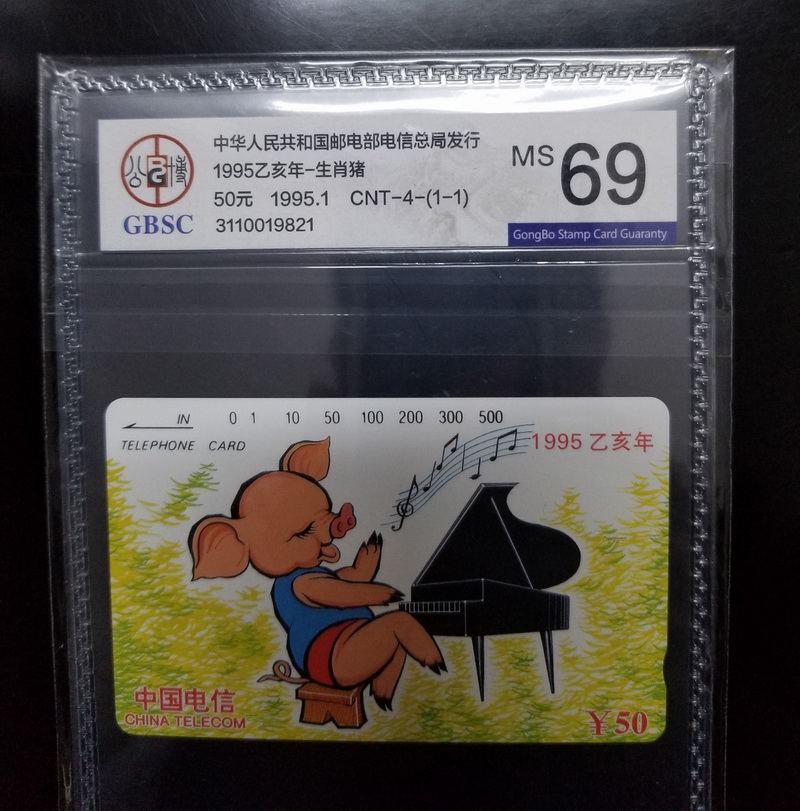 公博
BG
GBSC
中华人民共和国邮电部电信总局发行
1995乙亥年-生肖猪
50元 1995.1 CNT-4-(1-1)
3110019821
MS 69
GongBo Stamp Card Guaranty
IN 0 1 10 50 100 200 300 500
TELEPHONE CARD
1995 乙亥年
中国电信
CHINA TELECOM
¥50